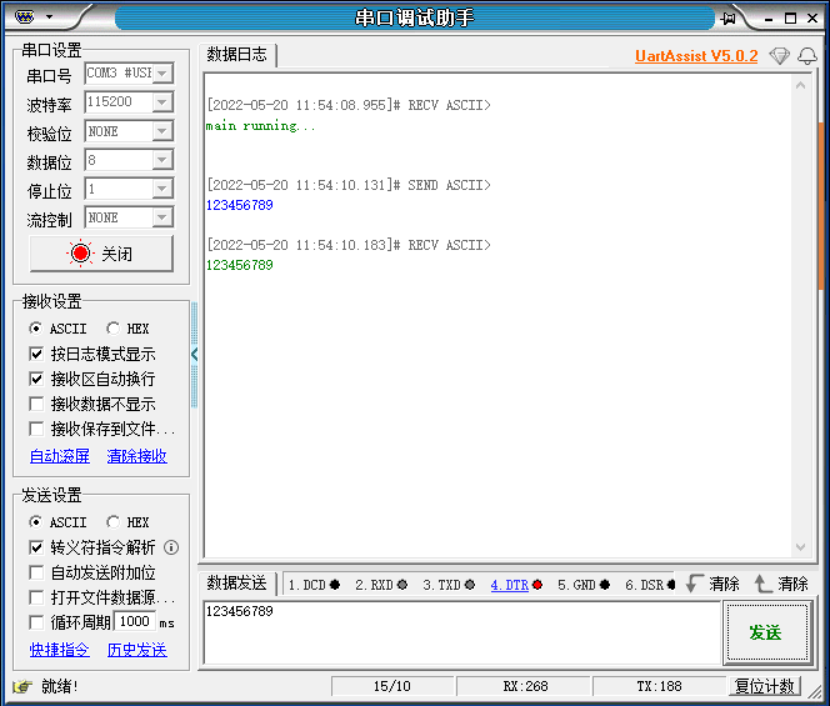 串口调试助手
串口设置
串口号 COM3 #USE
波特率 115200
校验位 NONE
数据位 8
停止位 1
流控制 NONE
关闭
接收设置
ASCII HEX
按日志模式显示
接收区自动换行
接收数据不显示
接收保存到文件...
自动滚屏 清除接收
发送设置
ASCII HEX
转义符指令解析
自动发送附加位
打开文件数据源...
循环周期 1000 ms
快捷指令 历史发送
数据日志 UartAssist V5.0.2
[2022-05-20 11:54:08.955]# RECV ASCII>
main running...
[2022-05-20 11:54:10.131]# SEND ASCII>
123456789
[2022-05-20 11:54:10.183]# RECV ASCII>
123456789
数据发送 1.DCD 2.RXD 3.TXD 4.DTR 5.GND 6.DSR 清除 清除
123456789
发送
就绪! 15/10 RX:268 TX:188 复位计数